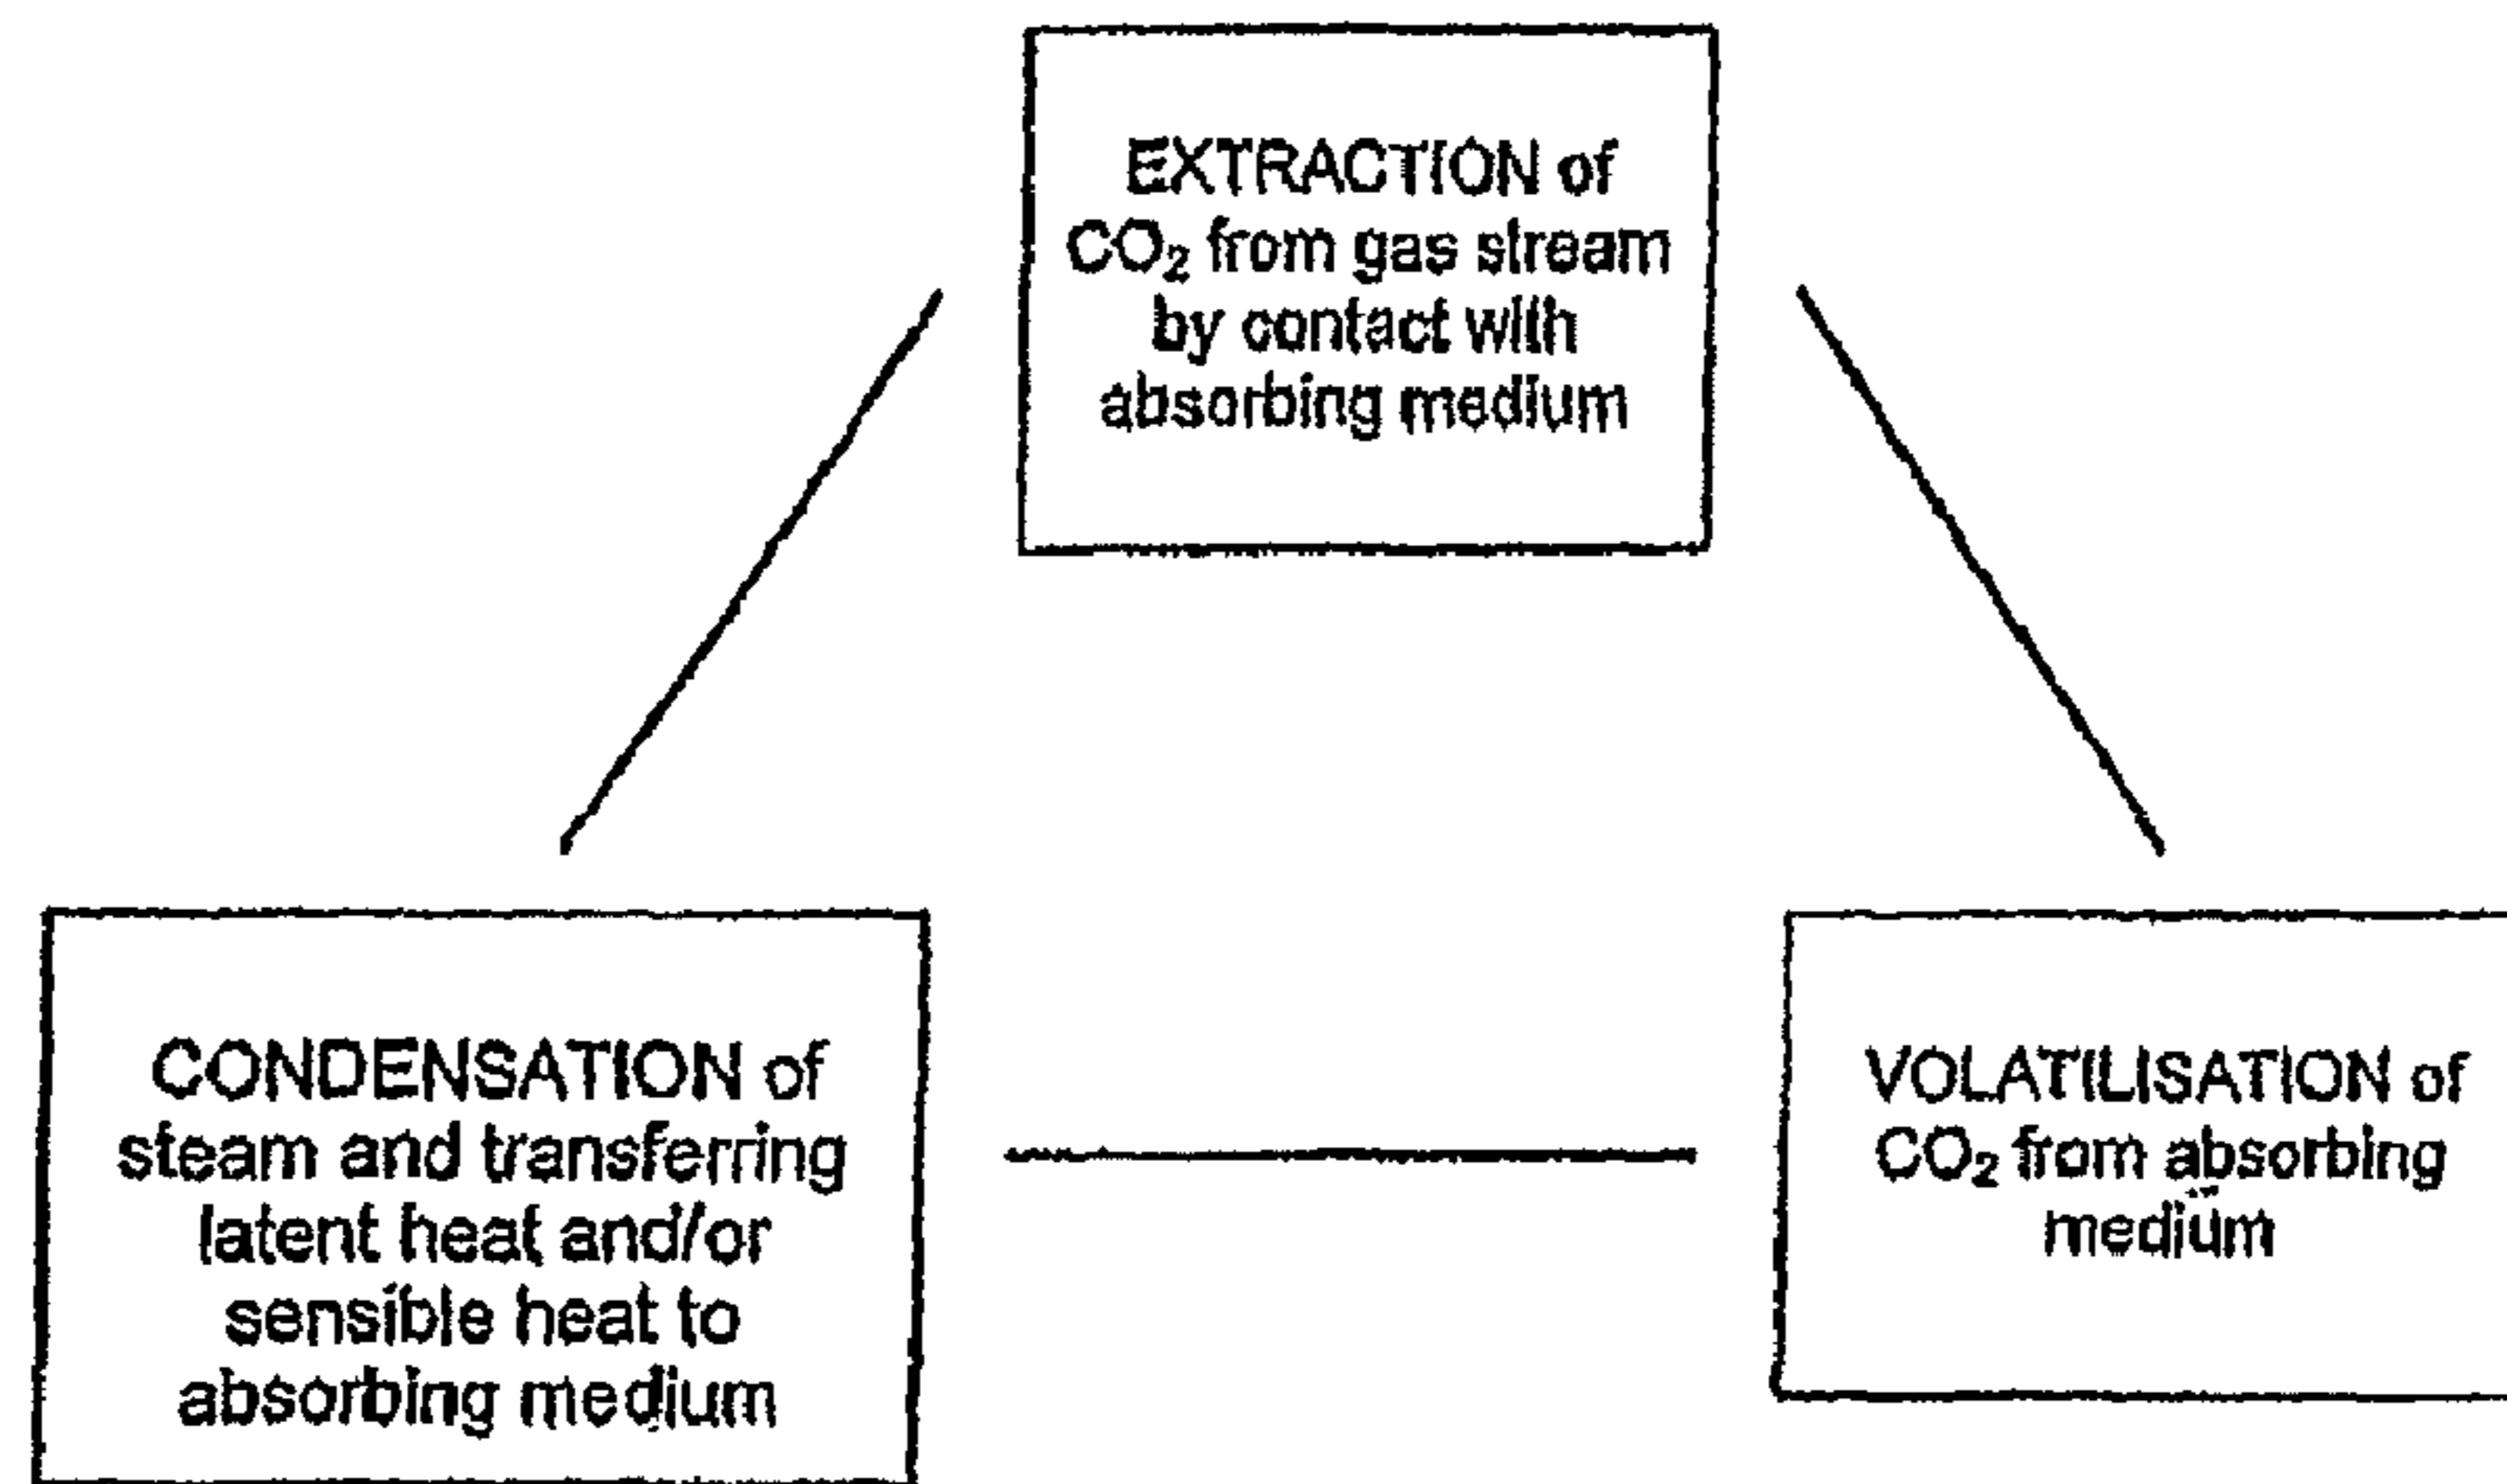 EXTRACTION of
CO₂ from gas stream
by contact with
absorbing medium
CONDENSATION of
steam and transferring
latent heat and/or
sensible heat to
absorbing medium
VOLATILISATION of
CO₂ from absorbing
medium